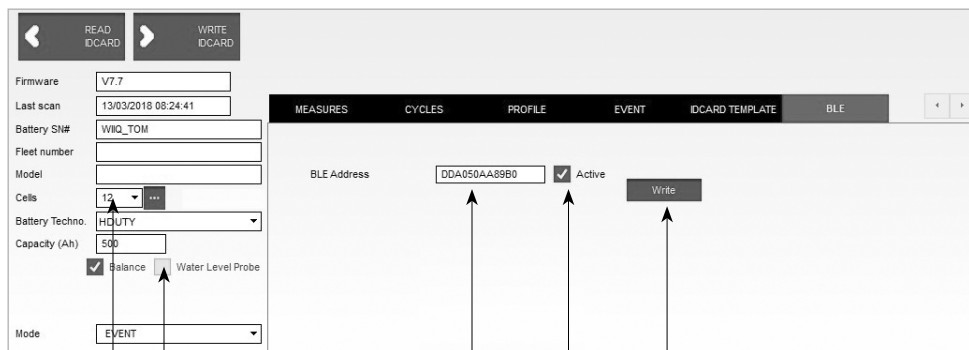 READ IDCARD
WRITE IDCARD
Firmware V7.7
Last scan 13/03/2018 08:24:41
Battery SN# WIIQ_TOM
Fleet number
Model
Cells 12 ...
Battery Techno. HDUTY
Capacity (Ah) 500
Balance Water Level Probe
Mode EVENT
MEASURES CYCLES PROFILE EVENT IDCARD TEMPLATE BLE
BLE Address DDA050AA89B0 Active
Write